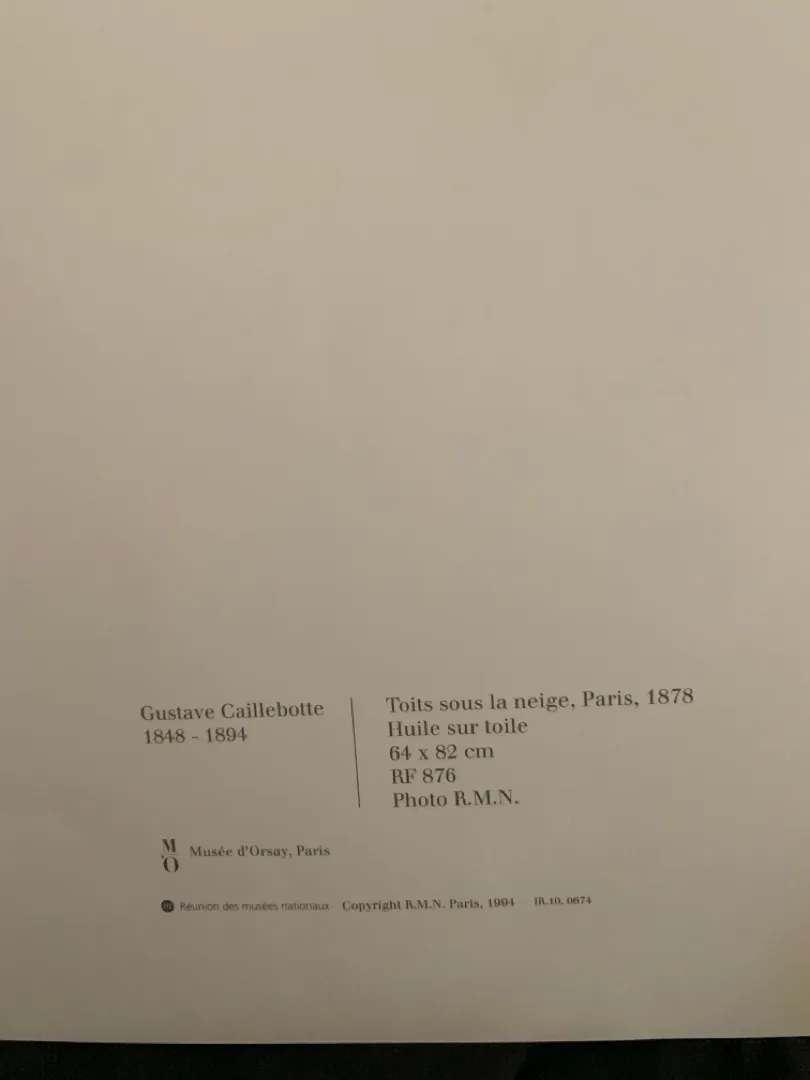 Gustave Caillebotte
1848 - 1894
Toits sous la neige, Paris, 1878
Huile sur toile
64 x 82 cm
RF 876
Photo R.M.N.
M
'O
Musée d'Orsay, Paris
Réunion des musées nationaux Copyright R.M.N. Paris, 1994 IR.10. 0674